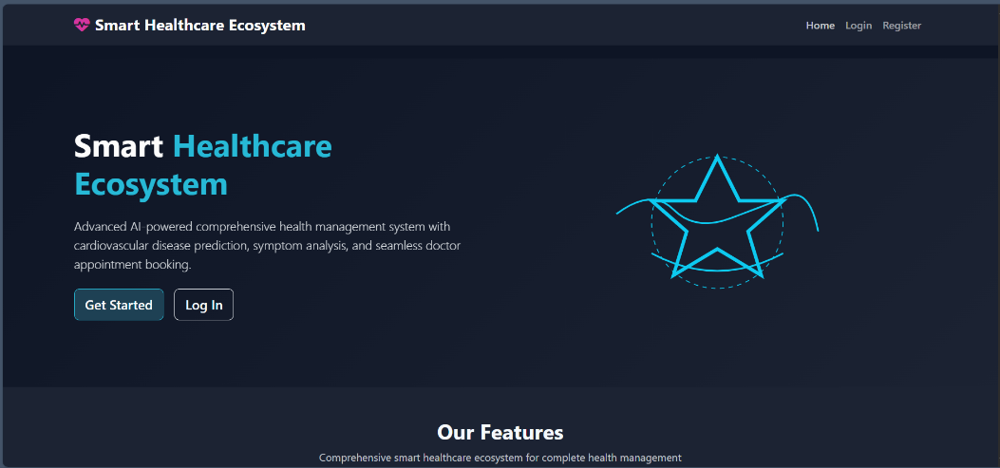 Smart Healthcare Ecosystem
Home Login Register
Smart Healthcare
Ecosystem
Advanced AI-powered comprehensive health management system with
cardiovascular disease prediction, symptom analysis, and seamless doctor
appointment booking.
Get Started Log In
Our Features
Comprehensive smart healthcare ecosystem for complete health management